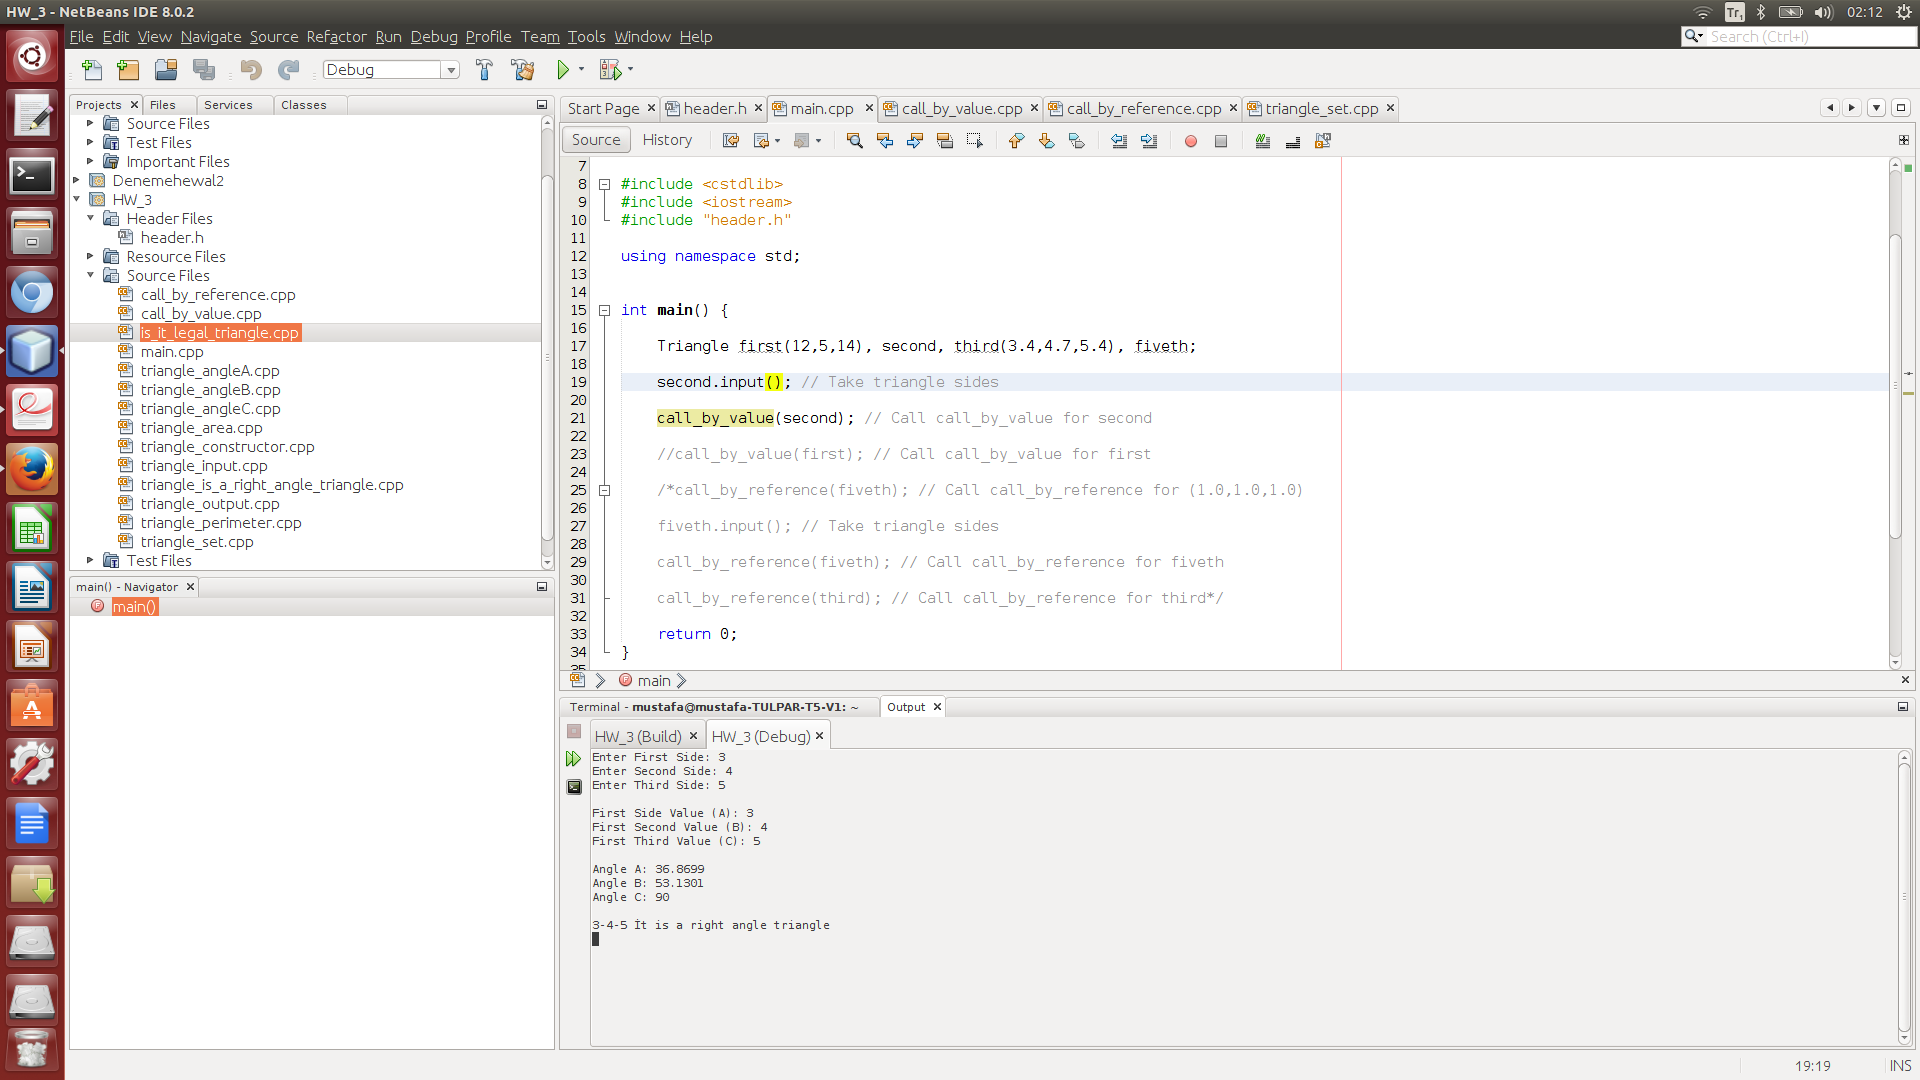 HW_3 - NetBeans IDE 8.0.2
Tr1
02:12
File Edit View Navigate Source Refactor Run Debug Profile Team Tools Window Help
Search (Ctrl+I)
Debug
Projects Files Services Classes
Source Files
Test Files
Important Files
Denemehewal2
HW_3
Header Files
header.h
Resource Files
Source Files
call_by_reference.cpp
call_by_value.cpp
is_it_legal_triangle.cpp
main.cpp
triangle_angleA.cpp
triangle_angleB.cpp
triangle_angleC.cpp
triangle_area.cpp
triangle_constructor.cpp
triangle_input.cpp
triangle_is_a_right_angle_triangle.cpp
triangle_output.cpp
triangle_perimeter.cpp
triangle_set.cpp
Test Files
main() - Navigator
main()
Start Page header.h main.cpp call_by_value.cpp call_by_reference.cpp triangle_set.cpp
Source History
7
8 #include <cstdlib>
9 #include <iostream>
10 #include "header.h"
11
12 using namespace std;
13
14
15 int main() {
16
17 Triangle first(12,5,14), second, third(3.4,4.7,5.4), fiveth;
18
19 second.input(); // Take triangle sides
20
21 call_by_value(second); // Call call_by_value for second
22
23 //call_by_value(first); // Call call_by_value for first
24
25 /*call_by_reference(fiveth); // Call call_by_reference for (1.0,1.0,1.0)
26
27 fiveth.input(); // Take triangle sides
28
29 call_by_reference(fiveth); // Call call_by_reference for fiveth
30
31 call_by_reference(third); // Call call_by_reference for third*/
32
33 return 0;
34 }
35
main
Terminal - mustafa@mustafa-TULPAR-T5-V1: ~ Output
HW_3 (Build) HW_3 (Debug)
Enter First Side: 3
Enter Second Side: 4
Enter Third Side: 5
First Side Value (A): 3
First Second Value (B): 4
First Third Value (C): 5
Angle A: 36.8699
Angle B: 53.1301
Angle C: 90
3-4-5 İt is a right angle triangle
19:19 INS